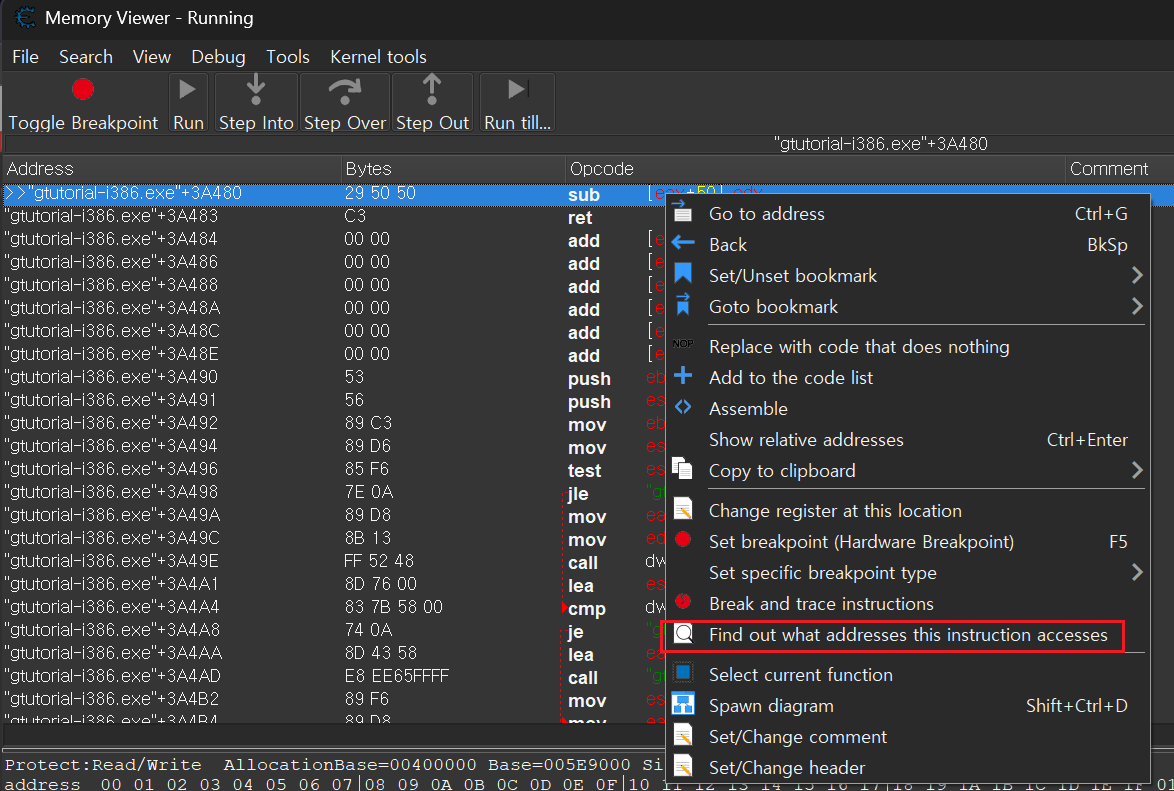 Memory Viewer - Running
File Search View Debug Tools Kernel tools
Toggle Breakpoint Run Step Into Step Over Step Out Run till...
"gtutorial-i386.exe"+3A480
Address Bytes Opcode Comment
>>"gtutorial-i386.exe"+3A480 29 50 50 sub [eax+50],edx
"gtutorial-i386.exe"+3A483 C3 ret
"gtutorial-i386.exe"+3A484 00 00 add [e
"gtutorial-i386.exe"+3A486 00 00 add [e
"gtutorial-i386.exe"+3A488 00 00 add [e
"gtutorial-i386.exe"+3A48A 00 00 add [e
"gtutorial-i386.exe"+3A48C 00 00 add [e
"gtutorial-i386.exe"+3A48E 00 00 add [e
"gtutorial-i386.exe"+3A490 53 push eb
"gtutorial-i386.exe"+3A491 56 push es
"gtutorial-i386.exe"+3A492 89 C3 mov eb
"gtutorial-i386.exe"+3A494 89 D6 mov es
"gtutorial-i386.exe"+3A496 85 F6 test es
"gtutorial-i386.exe"+3A498 7E 0A jle "gt
"gtutorial-i386.exe"+3A49A 89 D8 mov ea
"gtutorial-i386.exe"+3A49C 8B 13 mov ed
"gtutorial-i386.exe"+3A49E FF 52 48 call dw
"gtutorial-i386.exe"+3A4A1 8D 76 00 lea es
"gtutorial-i386.exe"+3A4A4 83 7B 58 00 cmp dw
"gtutorial-i386.exe"+3A4A8 74 0A je "g
"gtutorial-i386.exe"+3A4AA 8D 43 58 lea ea
"gtutorial-i386.exe"+3A4AD E8 EE65FFFF call "gt
"gtutorial-i386.exe"+3A4B2 89 F6 mov es
"gtutorial-i386.exe"+3A4B4 89 D8 mov ea
Go to address Ctrl+G
Back BkSp
Set/Unset bookmark
Goto bookmark
NOP Replace with code that does nothing
Add to the code list
Assemble
Show relative addresses Ctrl+Enter
Copy to clipboard
Change register at this location
Set breakpoint (Hardware Breakpoint) F5
Set specific breakpoint type
Break and trace instructions
Find out what addresses this instruction accesses
Select current function
Spawn diagram Shift+Ctrl+D
Set/Change comment
Set/Change header
Protect:Read/Write AllocationBase=00400000 Base=005E9000 Si
address 00 01 02 03 04 05 06 07 08 09 0A 0B 0C 0D 0E 0F 10 11 12 13 14 15 16 17 18 19 1A 1B 1C 1D 1E 1F 01